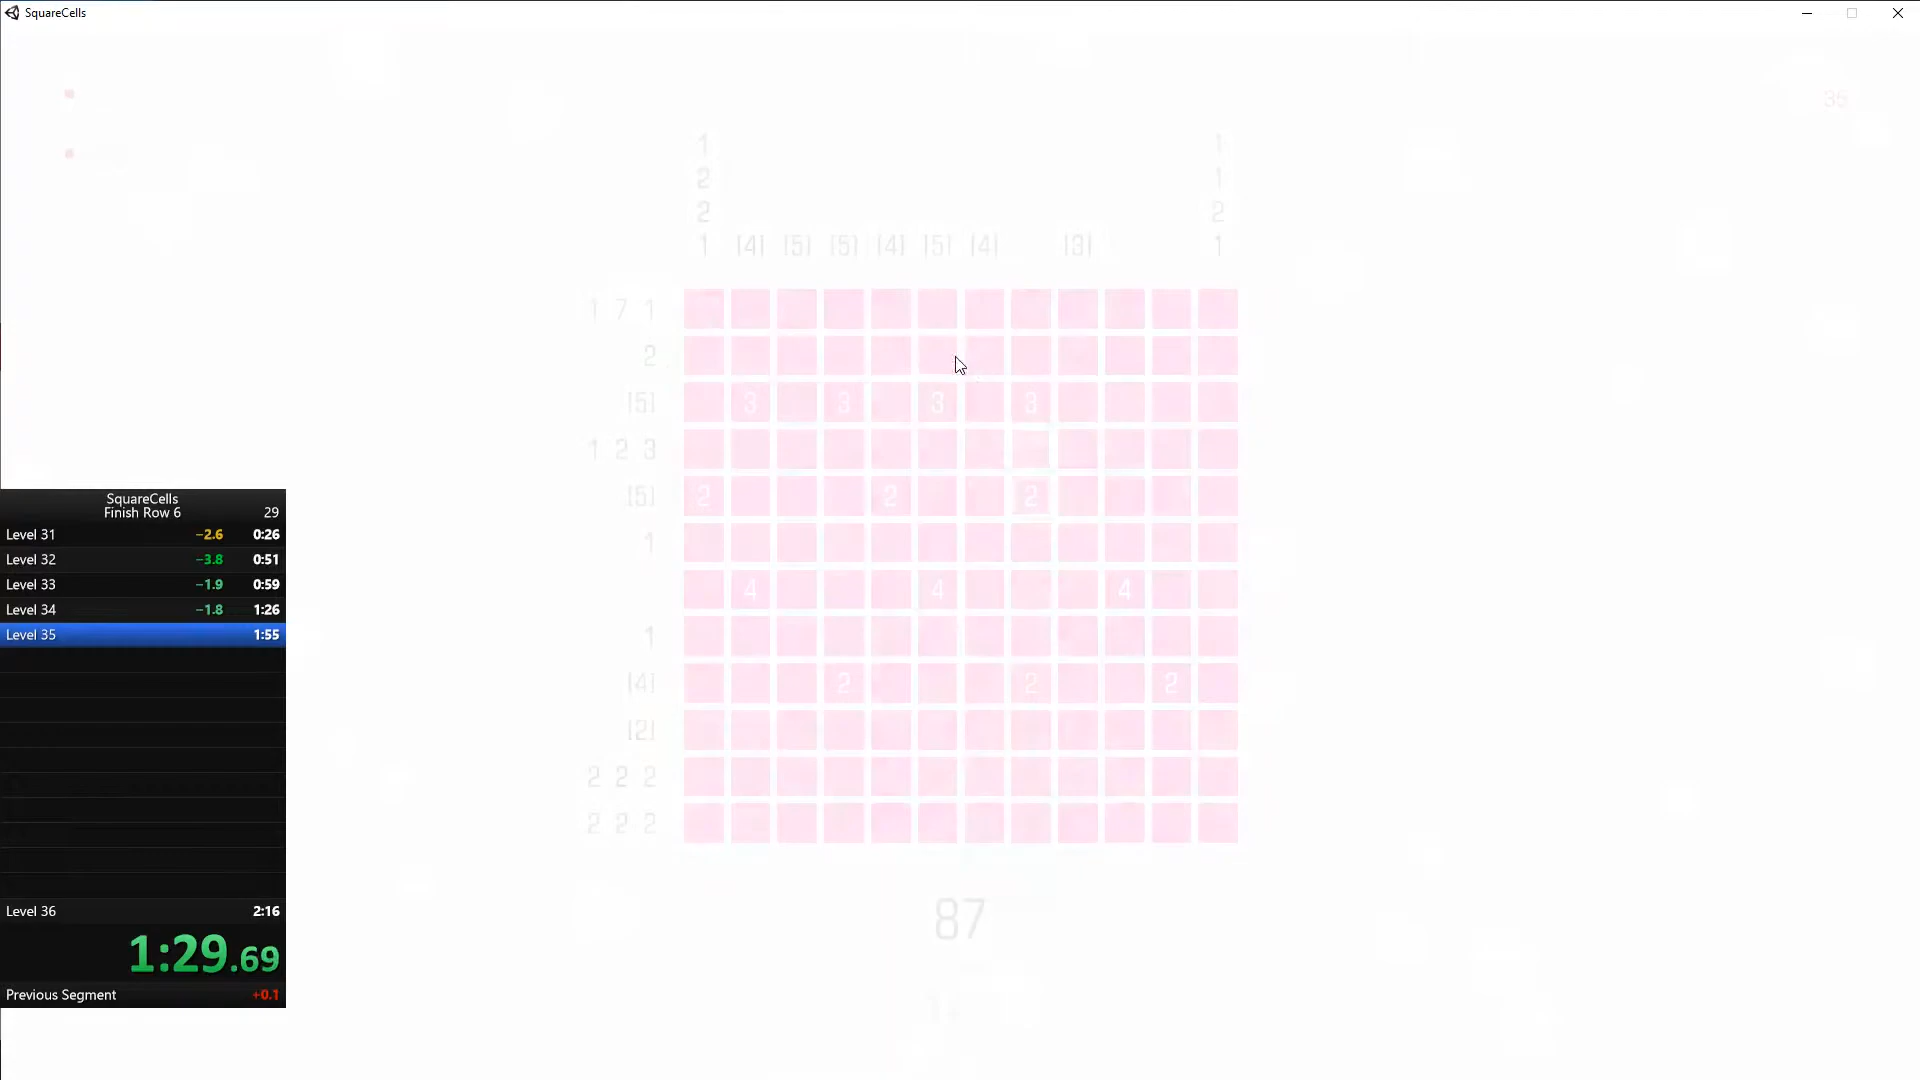 SquareCells
35
1 1
2 1
2 2
1 [4] [5] [5] [4] [5] [4] [3] 1
1 7 1
2
[5] 3 3 3 3
1 2 3
[5] 2 2 2
1
4 4 4
1
[4] 2 2 2
[2]
2 2 2
2 2 2
87
SquareCells
Finish Row 6 29
Level 31 −2.6 0:26
Level 32 −3.8 0:51
Level 33 −1.9 0:59
Level 34 −1.8 1:26
Level 35 1:55
Level 36 2:16
1:29.69
Previous Segment +0.1